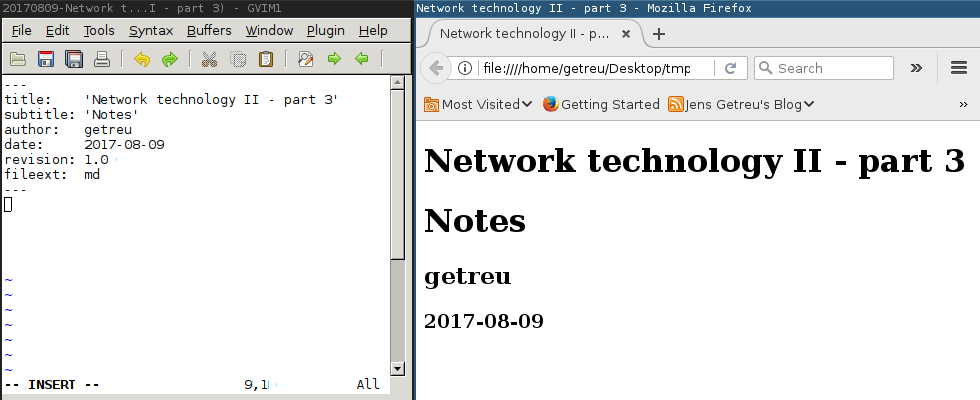 20170809-Network t...I - part 3) - GVIM1
File Edit Tools Syntax Buffers Window Plugin Help
---
title:    'Network technology II - part 3'
subtitle: 'Notes'
author:   getreu
date:     2017-08-09
revision: 1.0
fileext:  md
---
~
~
~
~
~
~
~
-- INSERT -- 9,1 All
Network technology II - part 3 - Mozilla Firefox
Network technology II - p...
file:////home/getreu/Desktop/tmp
Search
Most Visited Getting Started Jens Getreu's Blog
Network technology II - part 3
Notes
getreu
2017-08-09